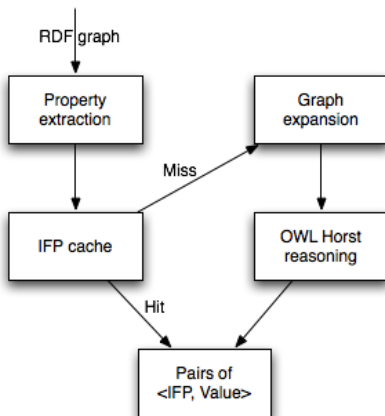 RDF graph
Property
extraction
Graph
expansion
Miss
IFP cache
OWL Horst
reasoning
Hit
Pairs of
<IFP, Value>